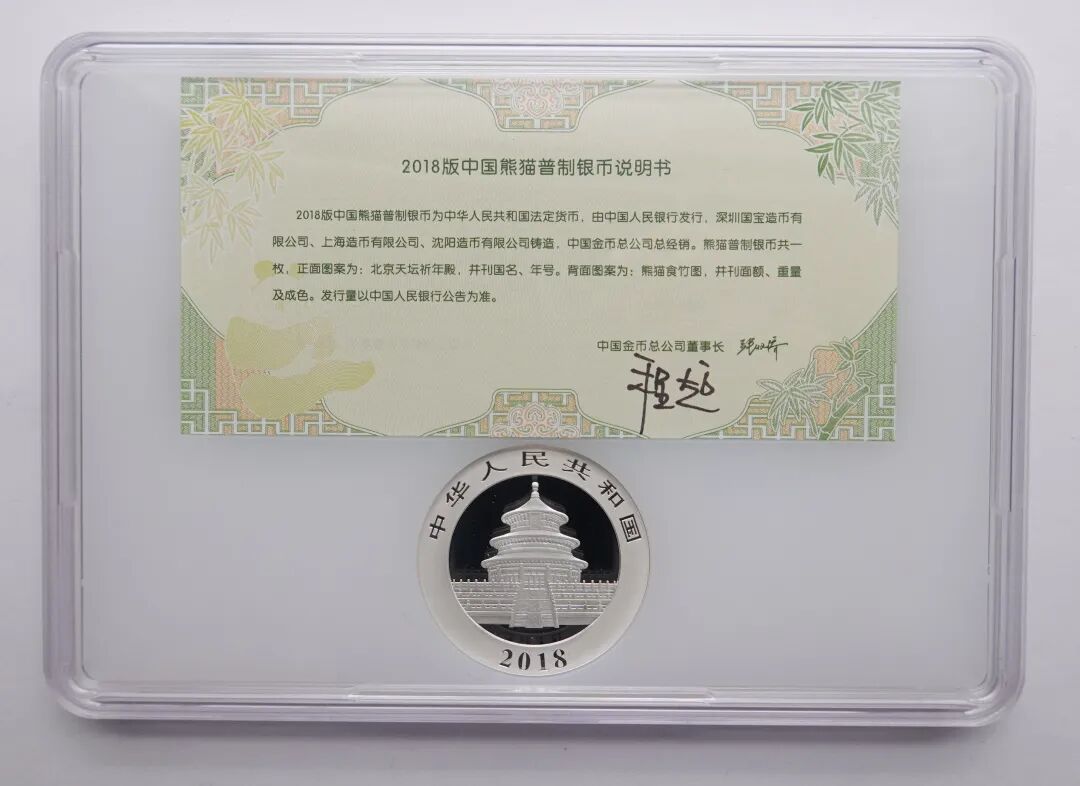 2018版中国熊猫普制银币说明书
2018版中国熊猫普制银币为中华人民共和国法定货币，由中国人民银行发行，深圳国宝造币有
限公司、上海造币有限公司、沈阳造币有限公司铸造，中国金币总公司总经销。熊猫普制银币共一
枚，正面图案为：北京天坛祈年殿，并刊国名、年号。背面图案为：熊猫食竹图，并刊面额、重量
及成色。发行量以中国人民银行公告为准。
中国金币总公司董事长
程超
中华人民共和国
2018